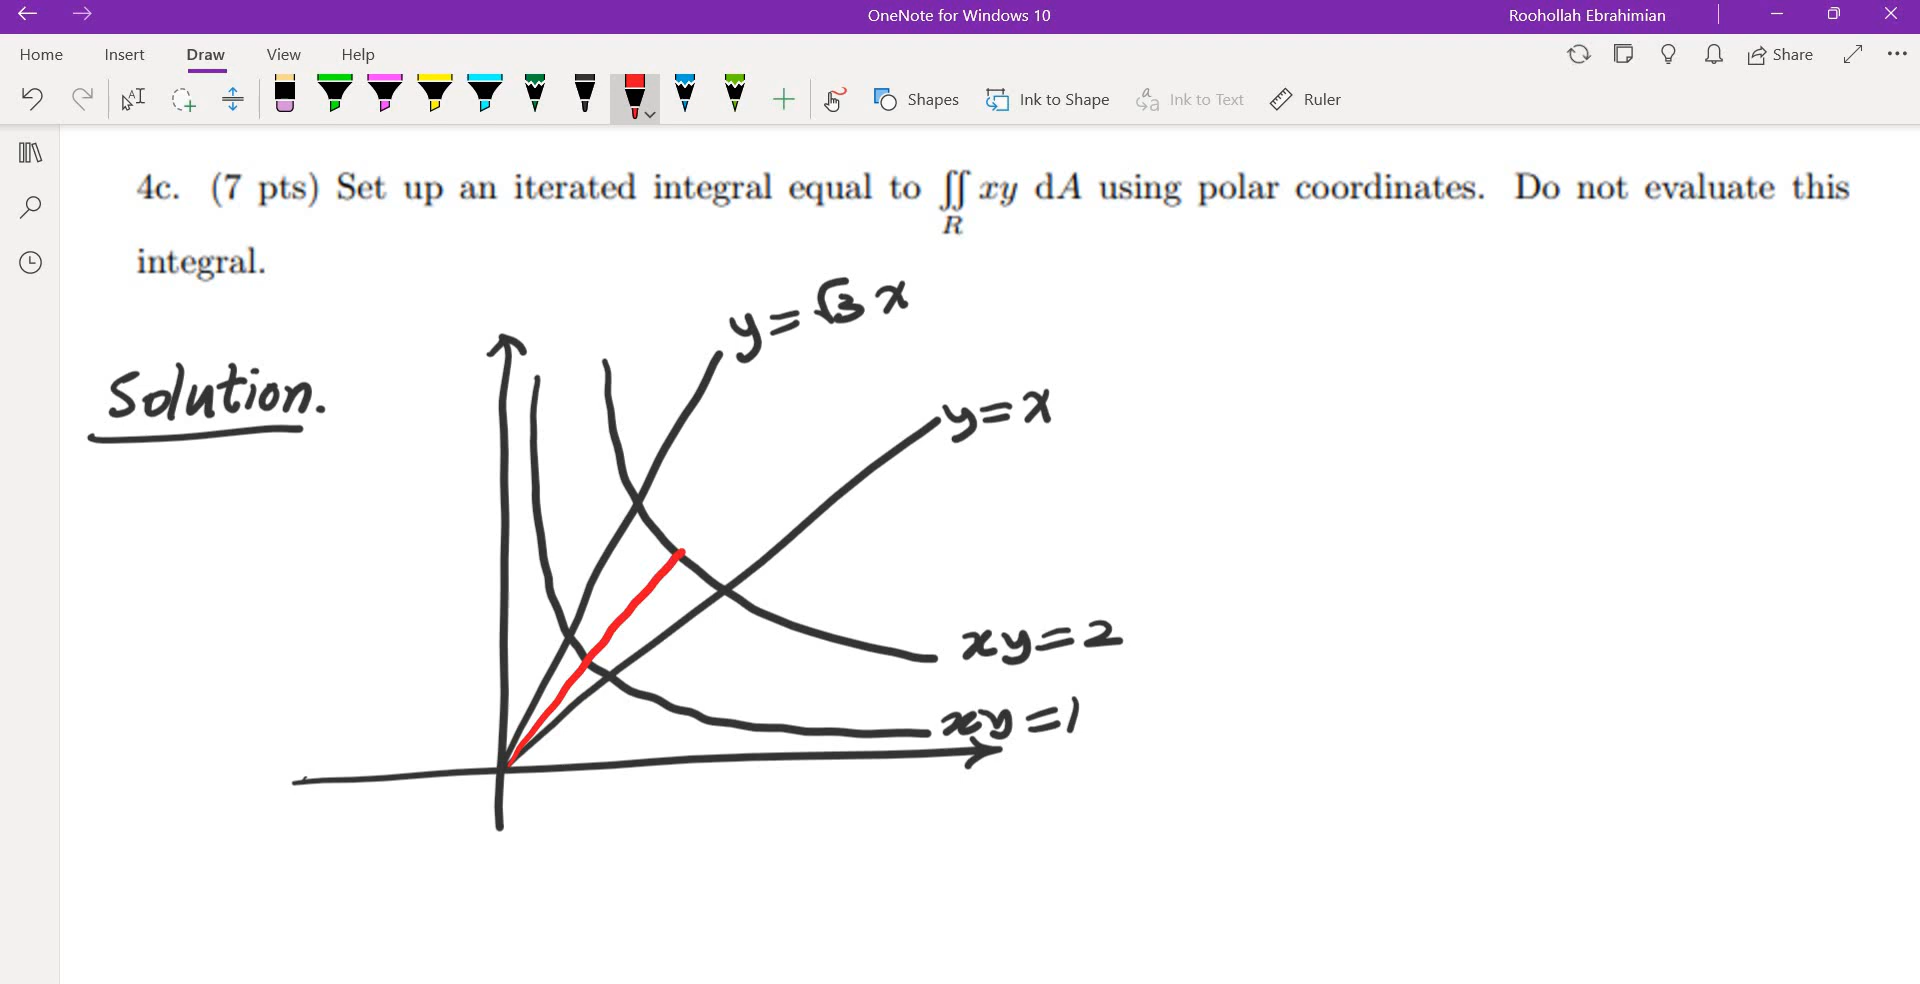 OneNote for Windows 10
Roohollah Ebrahimian
Home Insert Draw View Help
Share
Shapes Ink to Shape Ink to Text Ruler
4c. (7 pts) Set up an iterated integral equal to ∬ xy dA using polar coordinates. Do not evaluate this
R
integral.
y = √3 x
Solution.
y = x
xy = 2
xy = 1